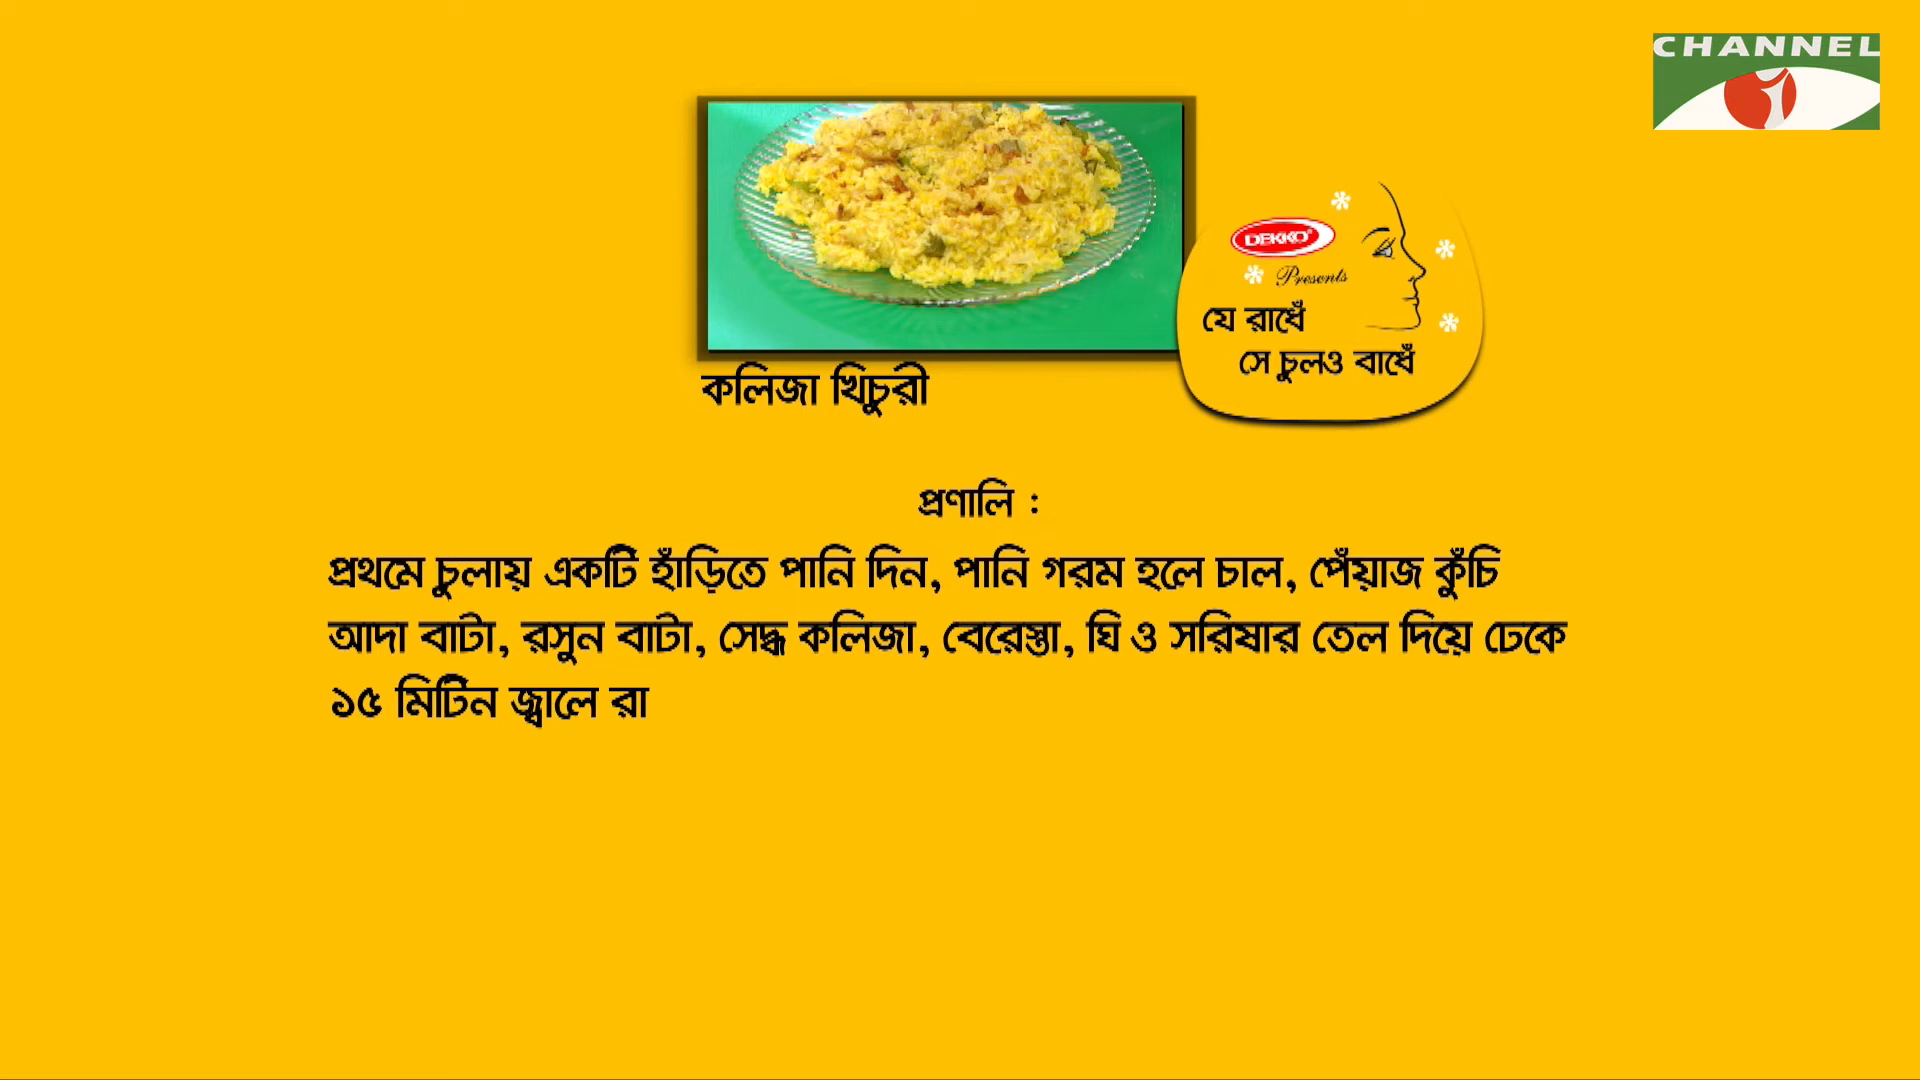 CHANNEL i
DEKKO
Presents
যে রাধেঁ
সে চুলও বাধেঁ
কলিজা খিচুরী
প্রণালি :
প্রথমে চুলায় একটি হাঁড়িতে পানি দিন, পানি গরম হলে চাল, পেঁয়াজ কুঁচি
আদা বাটা, রসুন বাটা, সেদ্ধ কলিজা, বেরেস্তা, ঘি ও সরিষার তেল দিয়ে ঢেকে
১৫ মিটিন জ্বালে রা